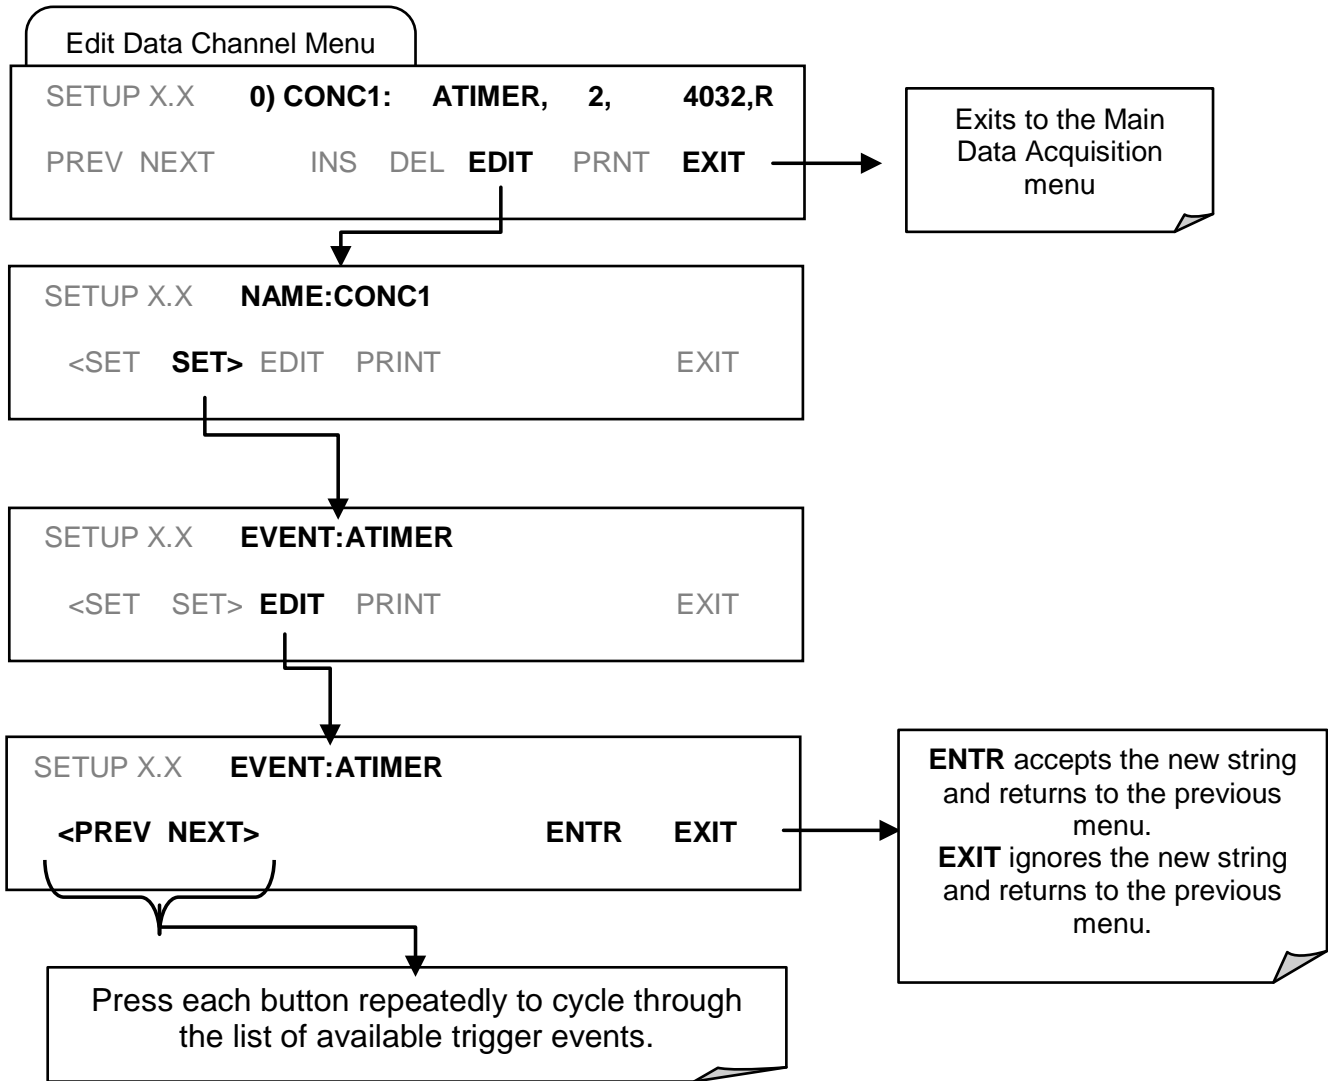 Edit Data Channel Menu
SETUP X.X 0) CONC1: ATIMER, 2, 4032,R
PREV NEXT INS DEL EDIT PRNT EXIT
Exits to the Main
Data Acquisition
menu
SETUP X.X NAME:CONC1
<SET SET> EDIT PRINT EXIT
SETUP X.X EVENT:ATIMER
<SET SET> EDIT PRINT EXIT
SETUP X.X EVENT:ATIMER
<PREV NEXT> ENTR EXIT
ENTR accepts the new string
and returns to the previous
menu.
EXIT ignores the new string
and returns to the previous
menu.
Press each button repeatedly to cycle through
the list of available trigger events.